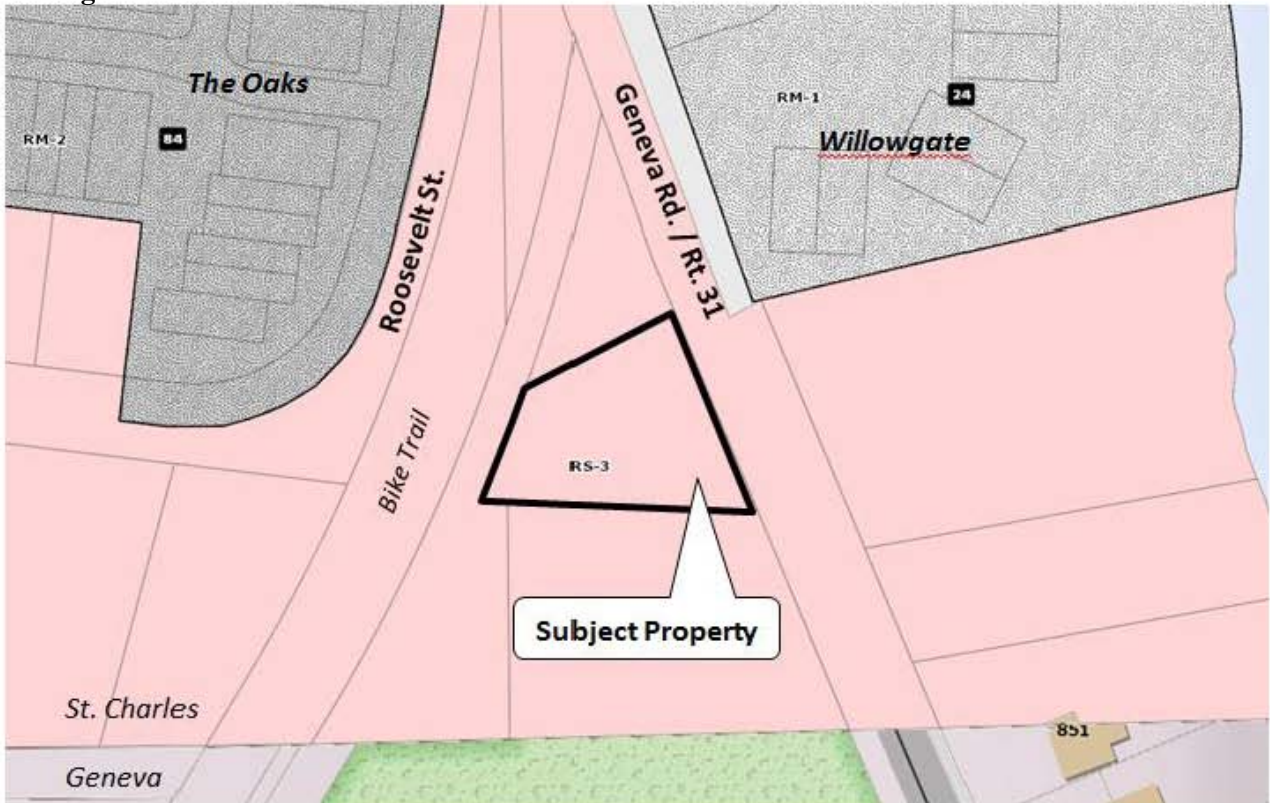 The Oaks
RM-2
84
Roosevelt St.
Geneva Rd. / Rt. 31
RM-1
24
Willowgate
Bike Trail
RS-3
Subject Property
St. Charles
Geneva
851